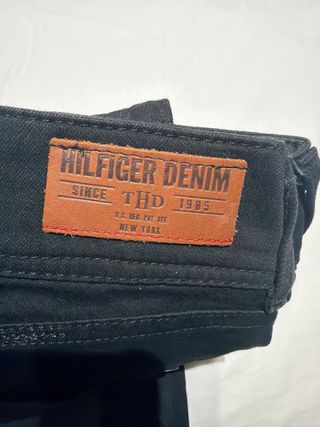 HILFIGER DENIM
SINCE THD 1985
U.S. REG. PAT. OFF.
NEW YORK